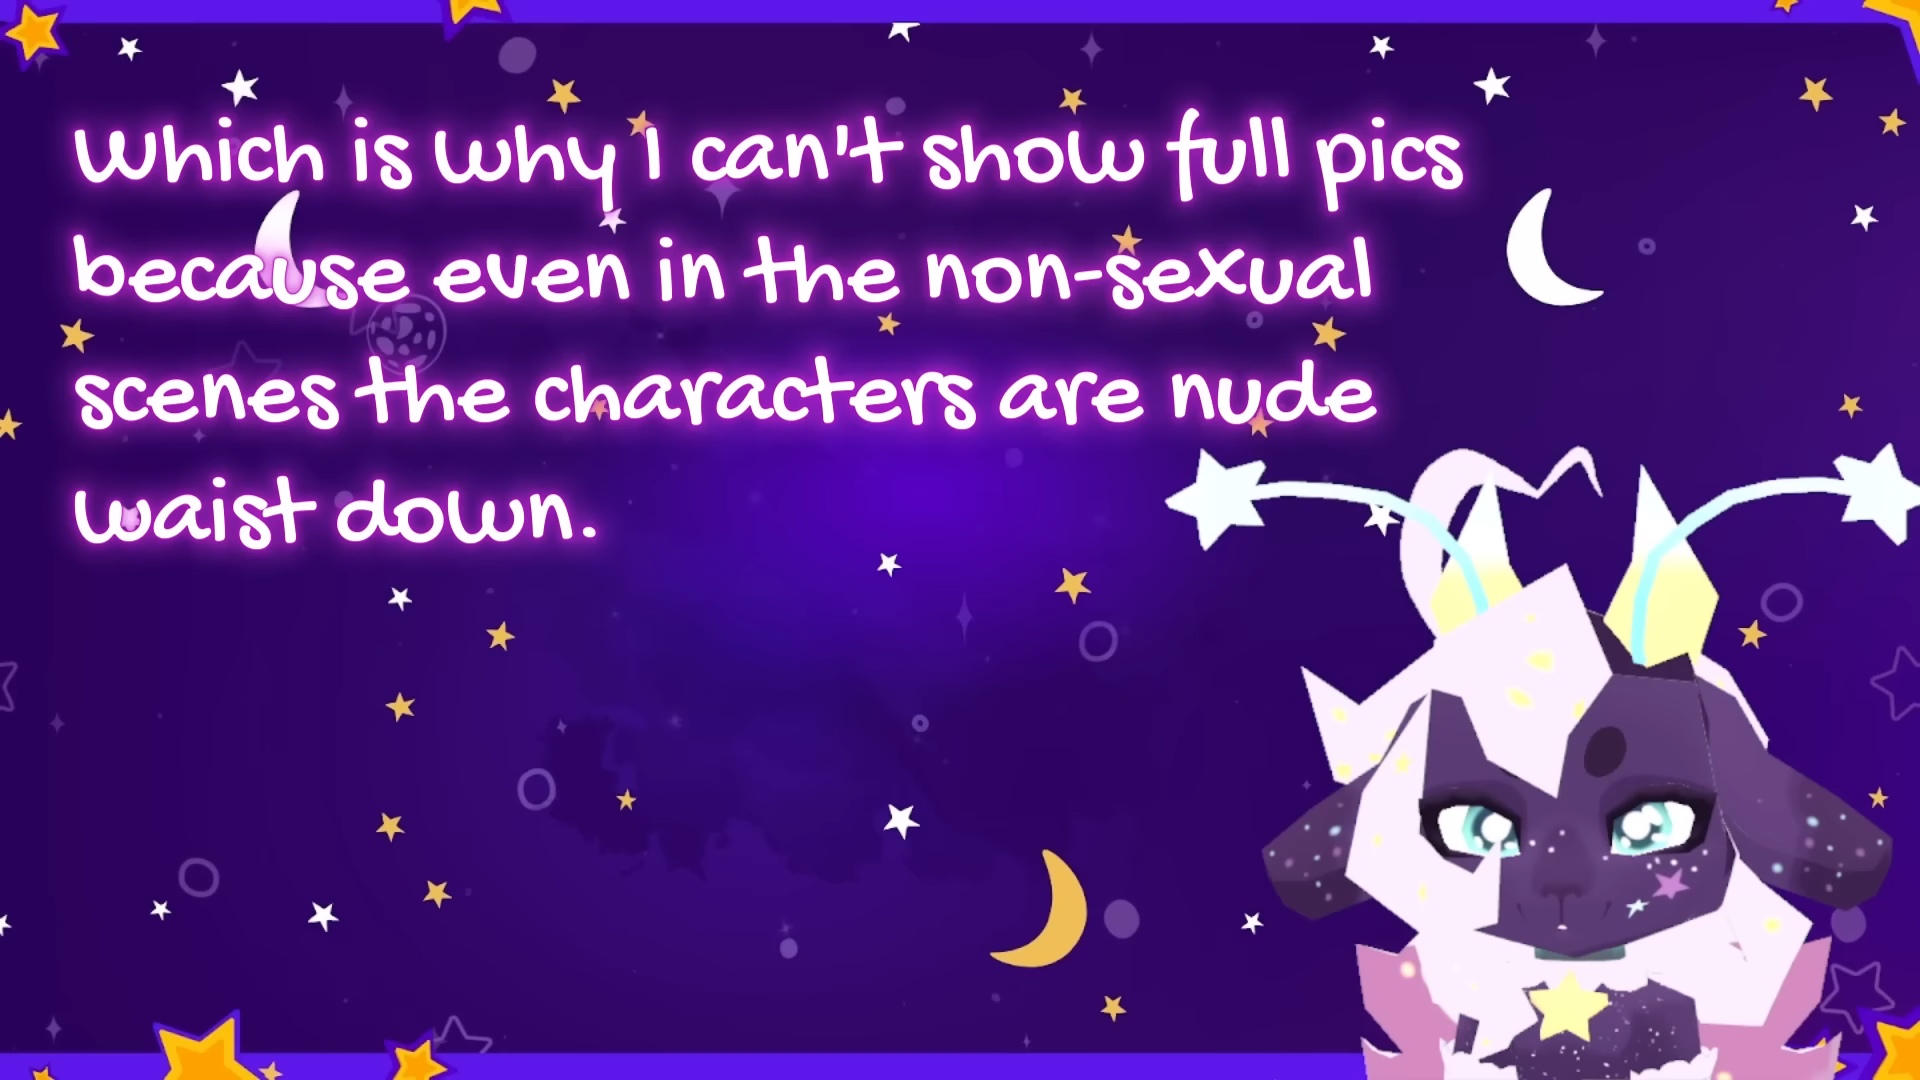 Which is why I can't show full pics
because even in the non-sexual
scenes the characters are nude
waist down.